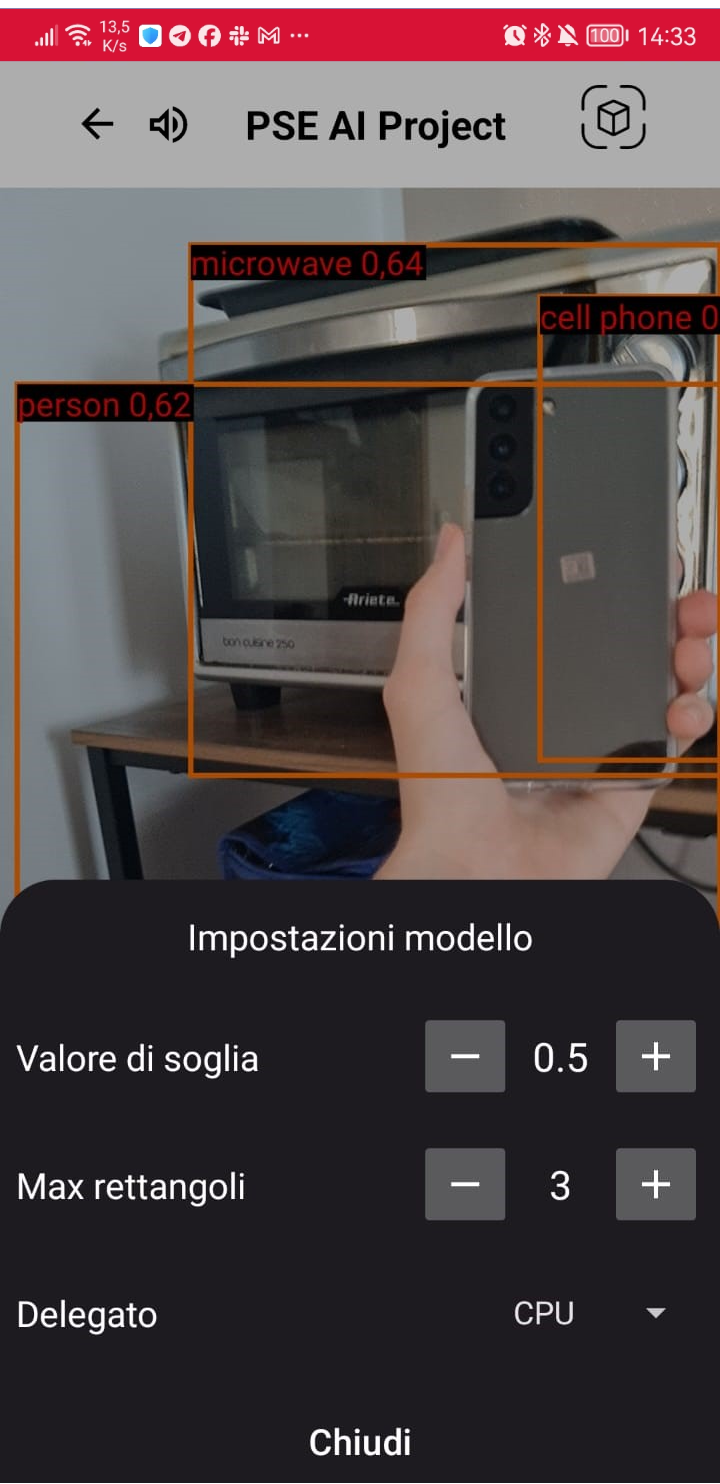 13,5
K/s
100
14:33
PSE AI Project
microwave 0,64
cell phone 0
person 0,62
Ariete
bon cuisine 250
Impostazioni modello
Valore di soglia
0.5
Max rettangoli
3
Delegato
CPU
Chiudi